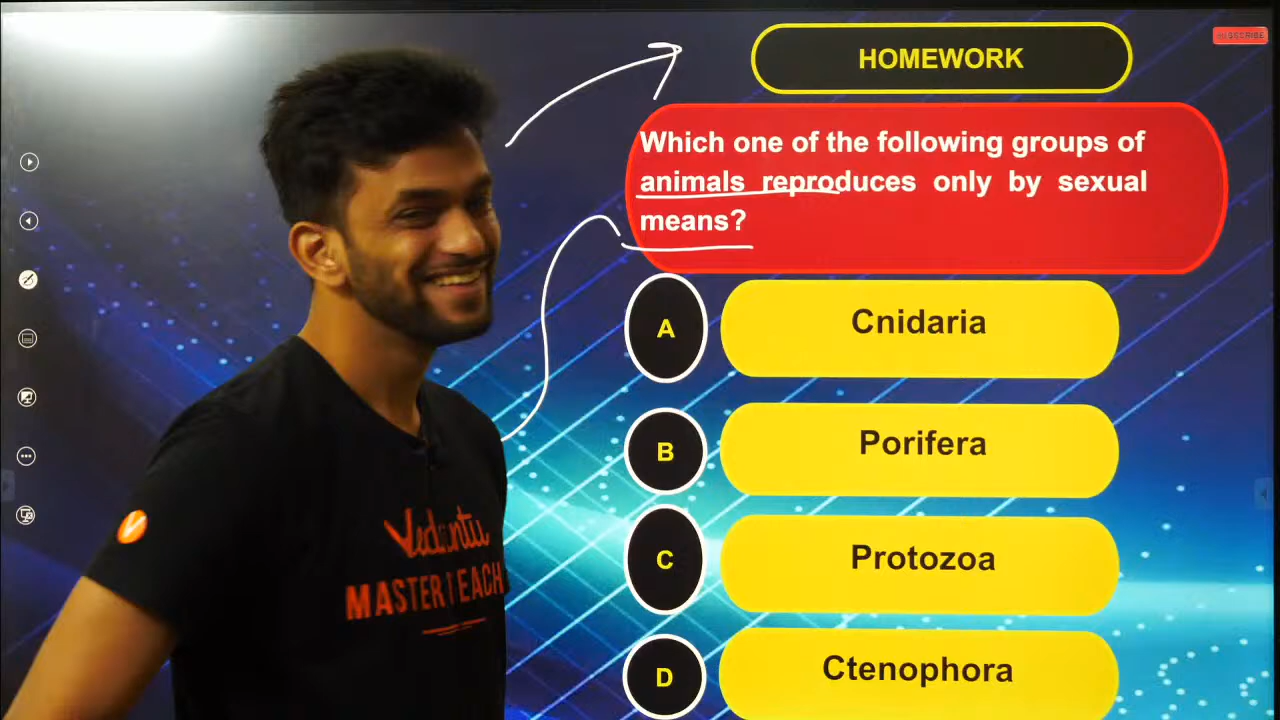 HOMEWORK
Which one of the following groups of
animals reproduces only by sexual
means?
A
Cnidaria
B
Porifera
C
Protozoa
D
Ctenophora
Vedantu
MASTER TEACH